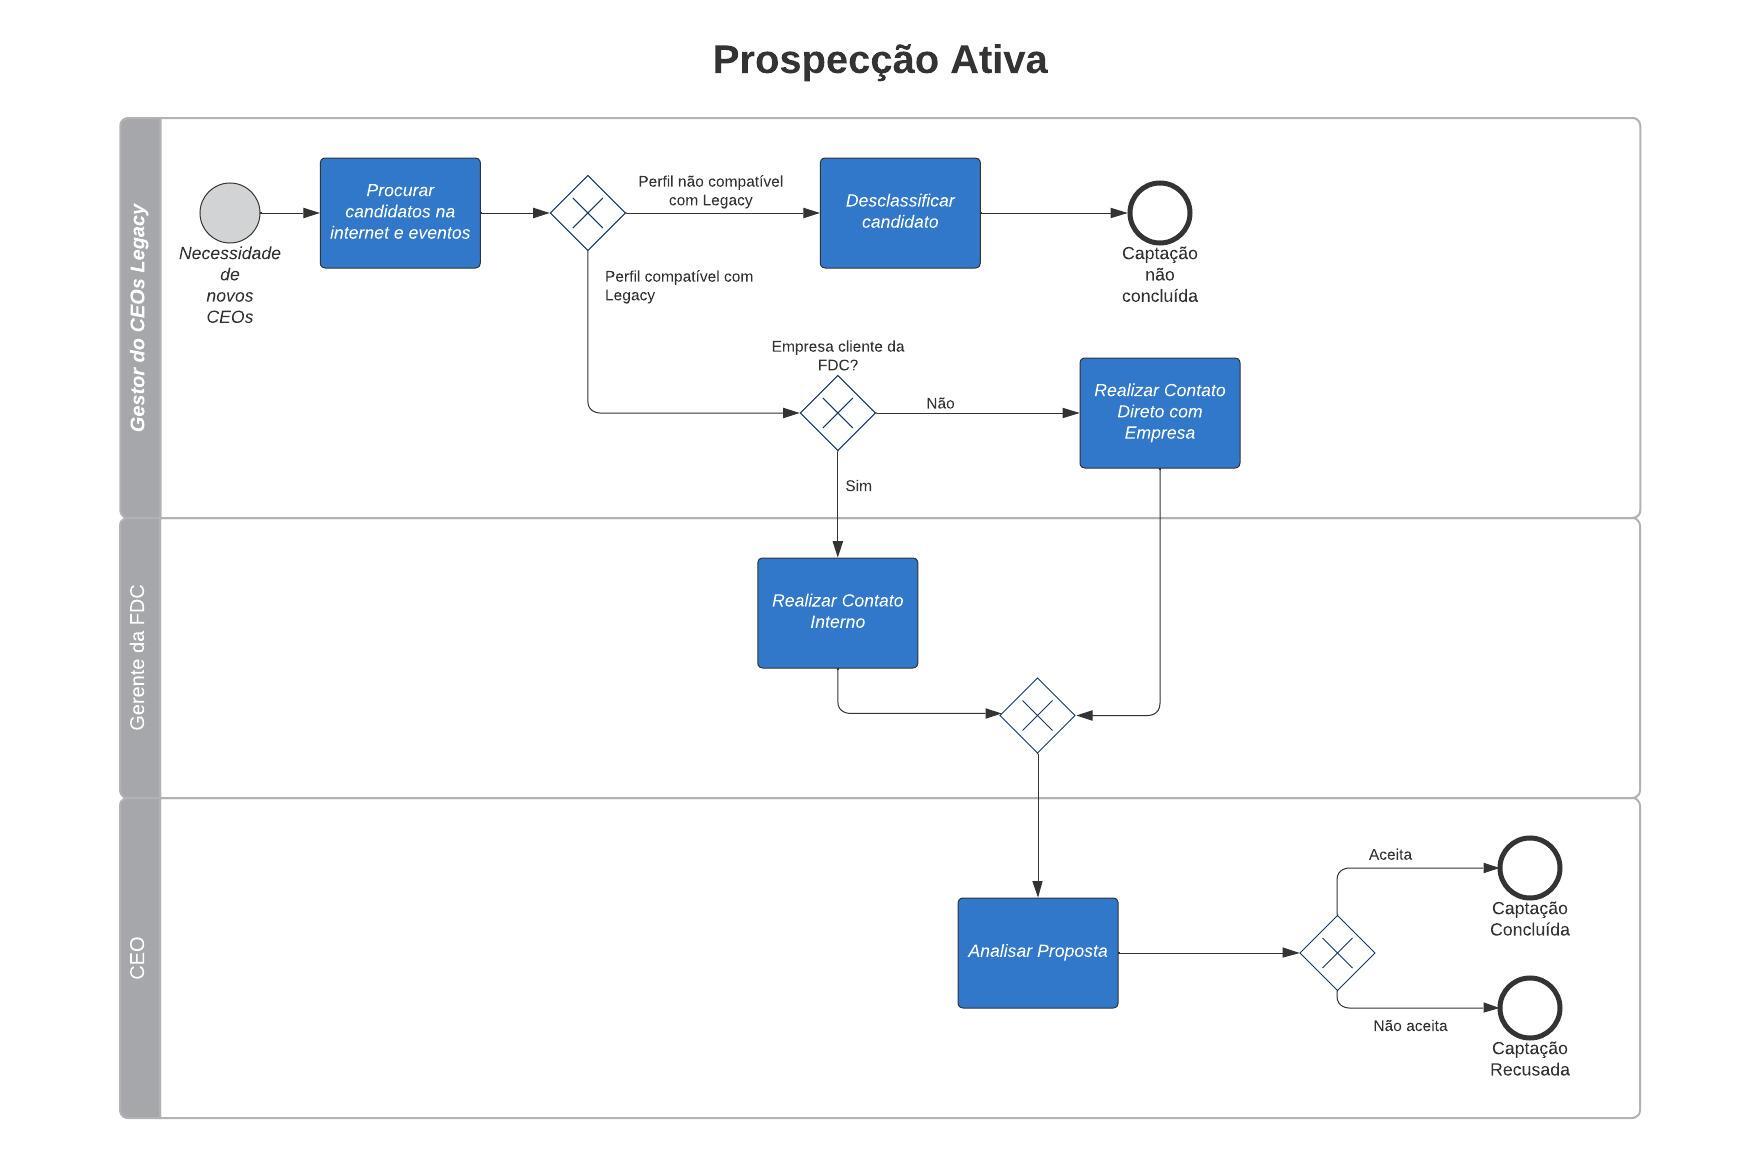 Prospecção Ativa
Gestor do CEOs Legacy
Necessidade
de
novos
CEOs
Procurar
candidatos na
internet e eventos
Perfil não compatível
com Legacy
Desclassificar
candidato
Captação
não
concluída
Perfil compatível com
Legacy
Empresa cliente da
FDC?
Não
Realizar Contato
Direto com
Empresa
Sim
Gerente da FDC
Realizar Contato
Interno
CEO
Analisar Proposta
Aceita
Captação
Concluída
Não aceita
Captação
Recusada